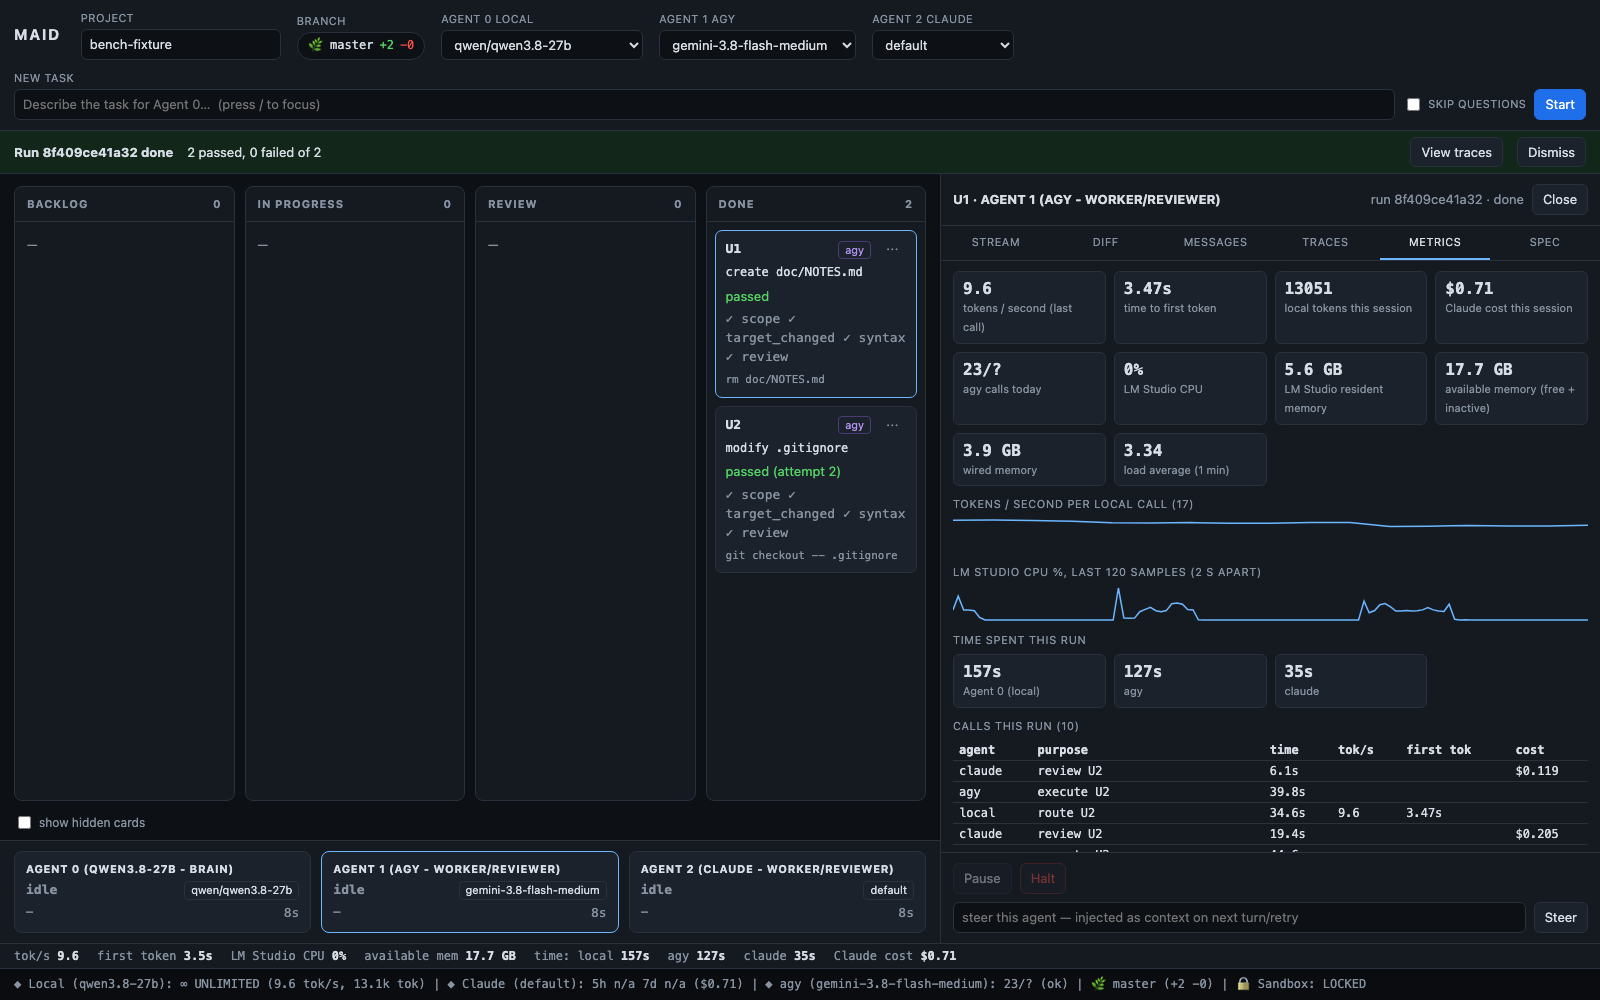 MAID
PROJECT
bench-fixture
BRANCH
master +2 −0
AGENT 0 LOCAL
qwen/qwen3.8-27b
AGENT 1 AGY
gemini-3.8-flash-medium
AGENT 2 CLAUDE
default
NEW TASK
Describe the task for Agent 0… (press / to focus)
SKIP QUESTIONS
Start
Run 8f409ce41a32 done 2 passed, 0 failed of 2
View traces
Dismiss
BACKLOG 0
—
IN PROGRESS 0
—
REVIEW 0
—
DONE 2
U1 agy ···
create doc/NOTES.md
passed
✓ scope ✓
target_changed ✓ syntax
✓ review
rm doc/NOTES.md
U2 agy ···
modify .gitignore
passed (attempt 2)
✓ scope ✓
target_changed ✓ syntax
✓ review
git checkout -- .gitignore
show hidden cards
AGENT 0 (QWEN3.8-27B - BRAIN)
idle qwen/qwen3.8-27b
— 8s
AGENT 1 (AGY - WORKER/REVIEWER)
idle gemini-3.8-flash-medium
— 8s
AGENT 2 (CLAUDE - WORKER/REVIEWER)
idle default
— 8s
U1 · AGENT 1 (AGY - WORKER/REVIEWER)
run 8f409ce41a32 · done
Close
STREAM DIFF MESSAGES TRACES METRICS SPEC
9.6
tokens / second (last
call)
3.47s
time to first token
13051
local tokens this session
$0.71
Claude cost this session
23/?
agy calls today
0%
LM Studio CPU
5.6 GB
LM Studio resident
memory
17.7 GB
available memory (free +
inactive)
3.9 GB
wired memory
3.34
load average (1 min)
TOKENS / SECOND PER LOCAL CALL (17)
LM STUDIO CPU %, LAST 120 SAMPLES (2 S APART)
TIME SPENT THIS RUN
157s
Agent 0 (local)
127s
agy
35s
claude
CALLS THIS RUN (10)
agent purpose time tok/s first tok cost
claude review U2 6.1s $0.119
agy execute U2 39.8s
local route U2 34.6s 9.6 3.47s
claude review U2 19.4s $0.205
Pause
Halt
steer this agent — injected as context on next turn/retry
Steer
tok/s 9.6 first token 3.5s LM Studio CPU 0% available mem 17.7 GB time: local 157s agy 127s claude 35s Claude cost $0.71
◆ Local (qwen3.8-27b): ∞ UNLIMITED (9.6 tok/s, 13.1k tok) | ◆ Claude (default): 5h n/a 7d n/a ($0.71) | ◆ agy (gemini-3.8-flash-medium): 23/? (ok) | 🌿 master (+2 −0) | 🔒 Sandbox: LOCKED